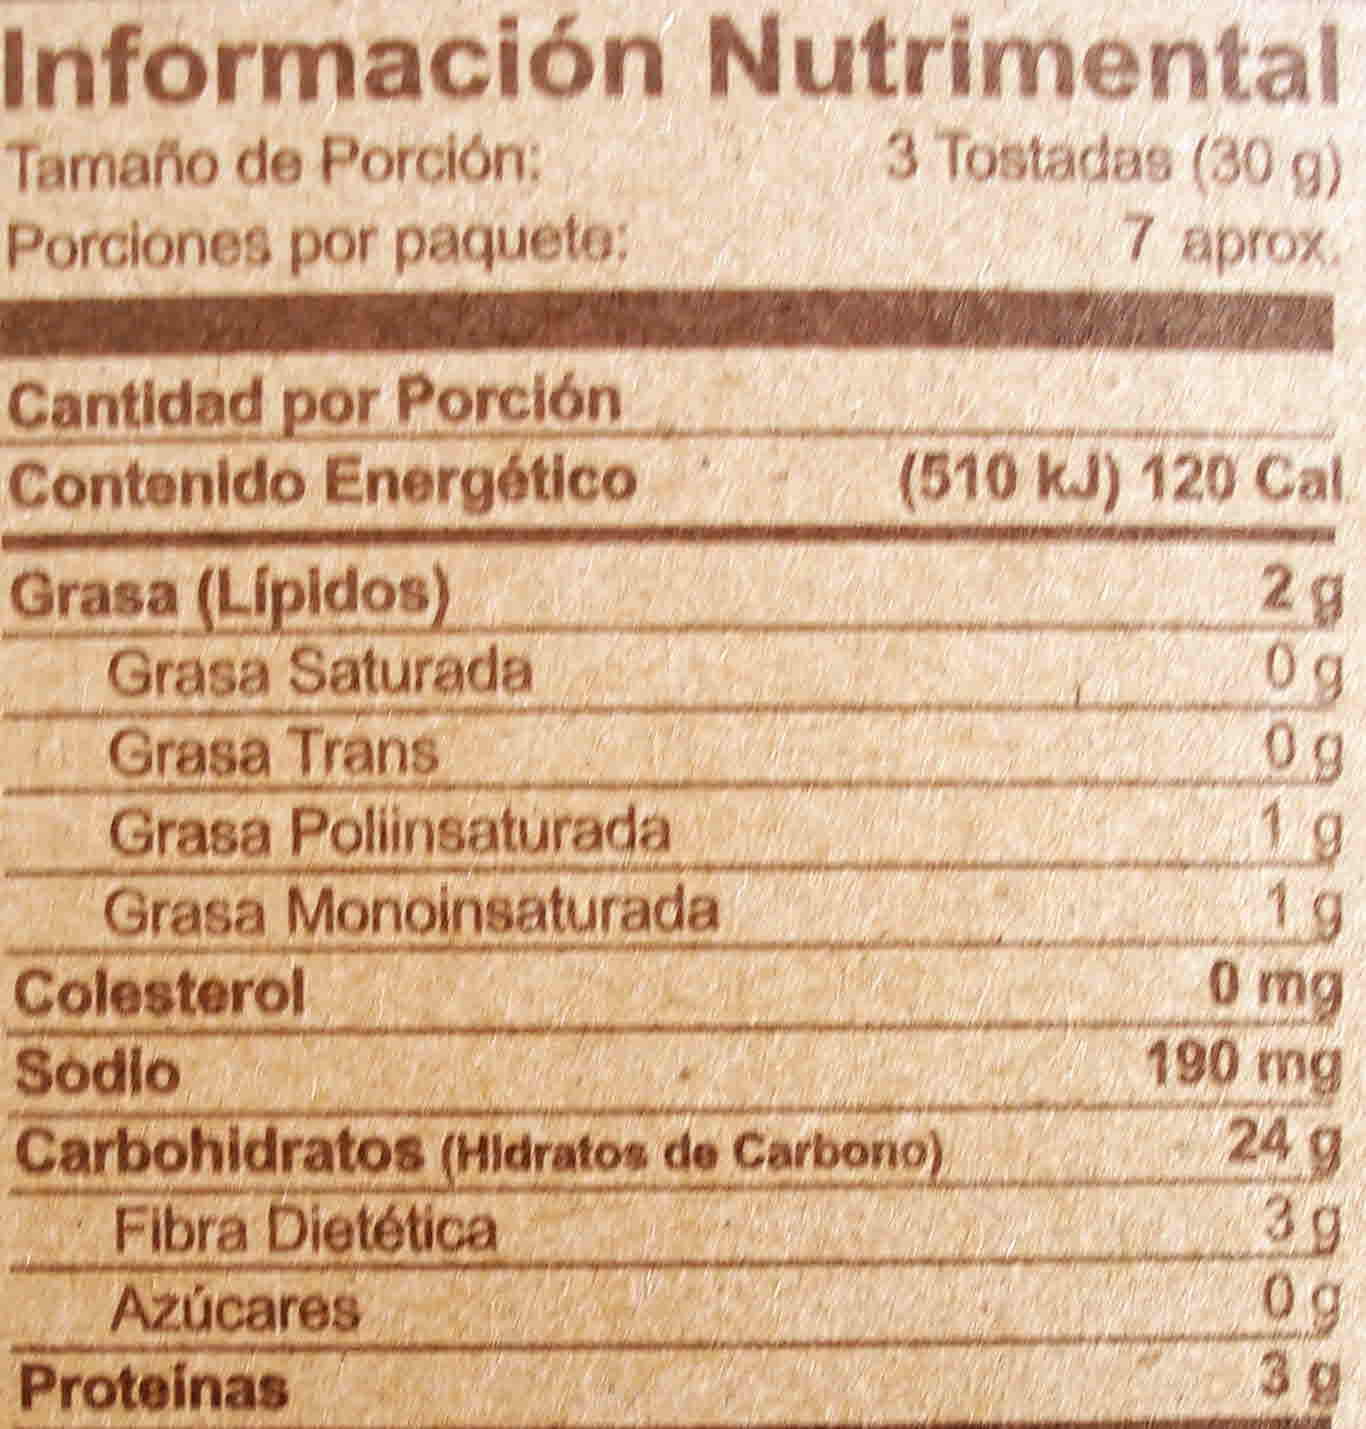 Información Nutrimental
Tamaño de Porción: 3 Tostadas (30 g)
Porciones por paquete: 7 aprox.
Cantidad por Porción
Contenido Energético (510 kJ) 120 Cal
Grasa (Lípidos) 2 g
Grasa Saturada 0 g
Grasa Trans 0 g
Grasa Poliinsaturada 1 g
Grasa Monoinsaturada 1 g
Colesterol 0 mg
Sodio 190 mg
Carbohidratos (Hidratos de Carbono) 24 g
Fibra Dietética 3 g
Azúcares 0 g
Proteínas 3 g